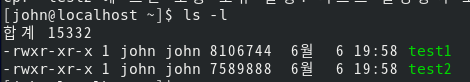 [john@localhost ~]$ ls -l
합계 15332
-rwxr-xr-x 1 john john 8106744  6월  6 19:58 test1
-rwxr-xr-x 1 john john 7589888  6월  6 19:58 test2